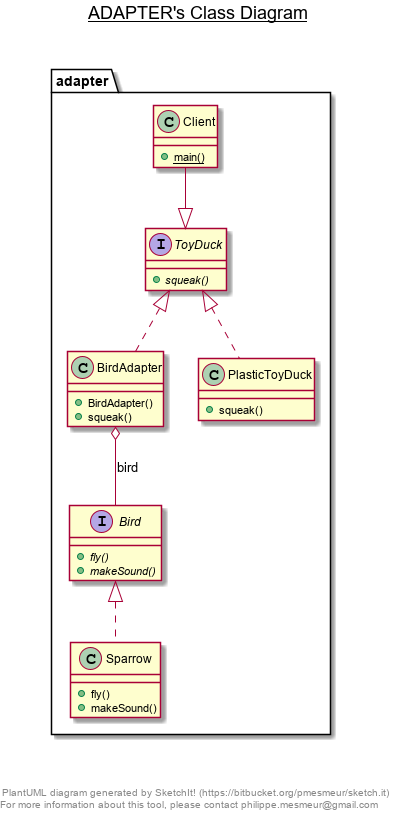 ADAPTER's Class Diagram
adapter
C Client
main()
I ToyDuck
squeak()
C BirdAdapter
BirdAdapter()
squeak()
C PlasticToyDuck
squeak()
bird
I Bird
fly()
makeSound()
C Sparrow
fly()
makeSound()
PlantUML diagram generated by SketchIt! (https://bitbucket.org/pmesmeur/sketch.it)
For more information about this tool, please contact philippe.mesmeur@gmail.com